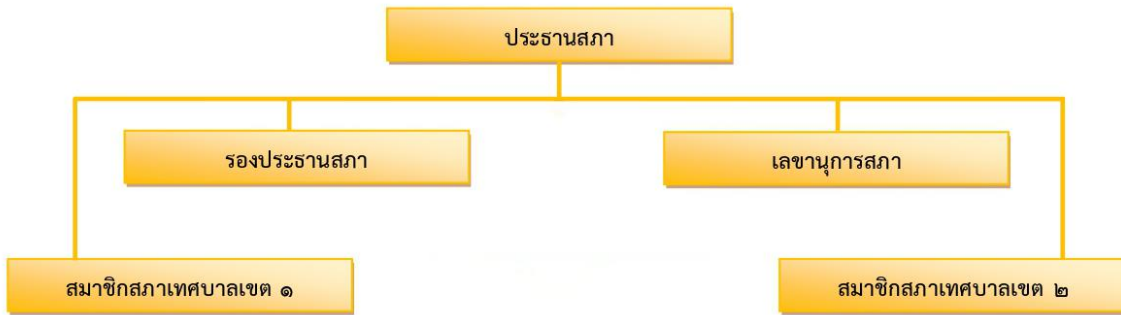 ประธานสภา
รองประธานสภา
เลขานุการสภา
สมาชิกสภาเทศบาลเขต ๑
สมาชิกสภาเทศบาลเขต ๒